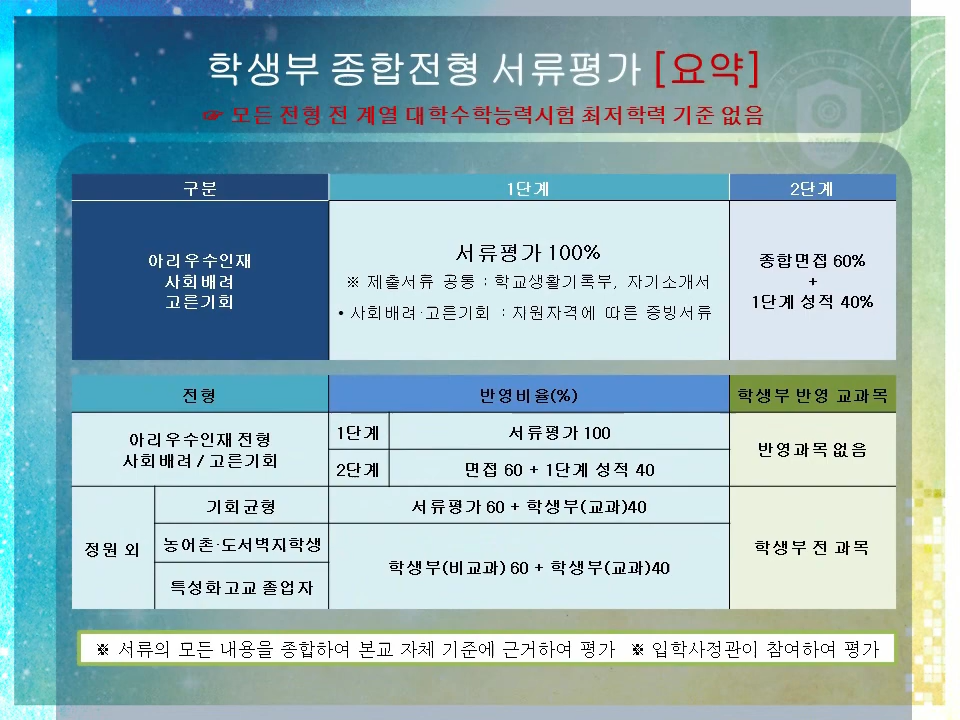 학생부 종합전형 서류평가 [요약]
☞ 모든 전형 전 계열 대학수학능력시험 최저학력 기준 없음
구분 1단계 2단계
아리우수인재
사회배려
고른기회
서류평가 100%
※ 제출서류 공통 : 학교생활기록부, 자기소개서
• 사회배려·고른기회 : 지원자격에 따른 증빙서류
종합면접 60%
+
1단계 성적 40%
전형 반영비율(%) 학생부 반영 교과목
아리우수인재 전형
사회배려 / 고른기회
1단계 서류평가 100
2단계 면접 60 + 1단계 성적 40
반영과목 없음
정원 외
기회균형 서류평가 60 + 학생부(교과)40
농어촌·도서벽지학생
특성화고교 졸업자
학생부(비교과) 60 + 학생부(교과)40
학생부 전 과목
※ 서류의 모든 내용을 종합하여 본교 자체 기준에 근거하여 평가 ※ 입학사정관이 참여하여 평가